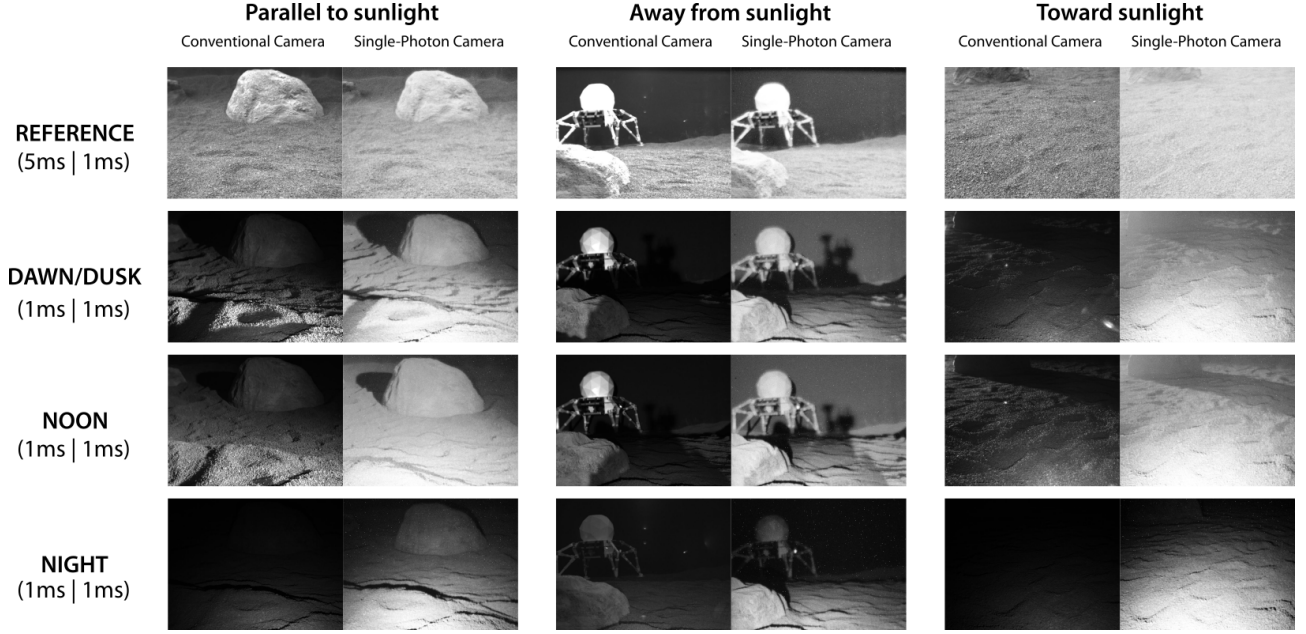 Parallel to sunlight
Away from sunlight
Toward sunlight
Conventional Camera
Single-Photon Camera
Conventional Camera
Single-Photon Camera
Conventional Camera
Single-Photon Camera
REFERENCE
(5ms | 1ms)
DAWN/DUSK
(1ms | 1ms)
NOON
(1ms | 1ms)
NIGHT
(1ms | 1ms)